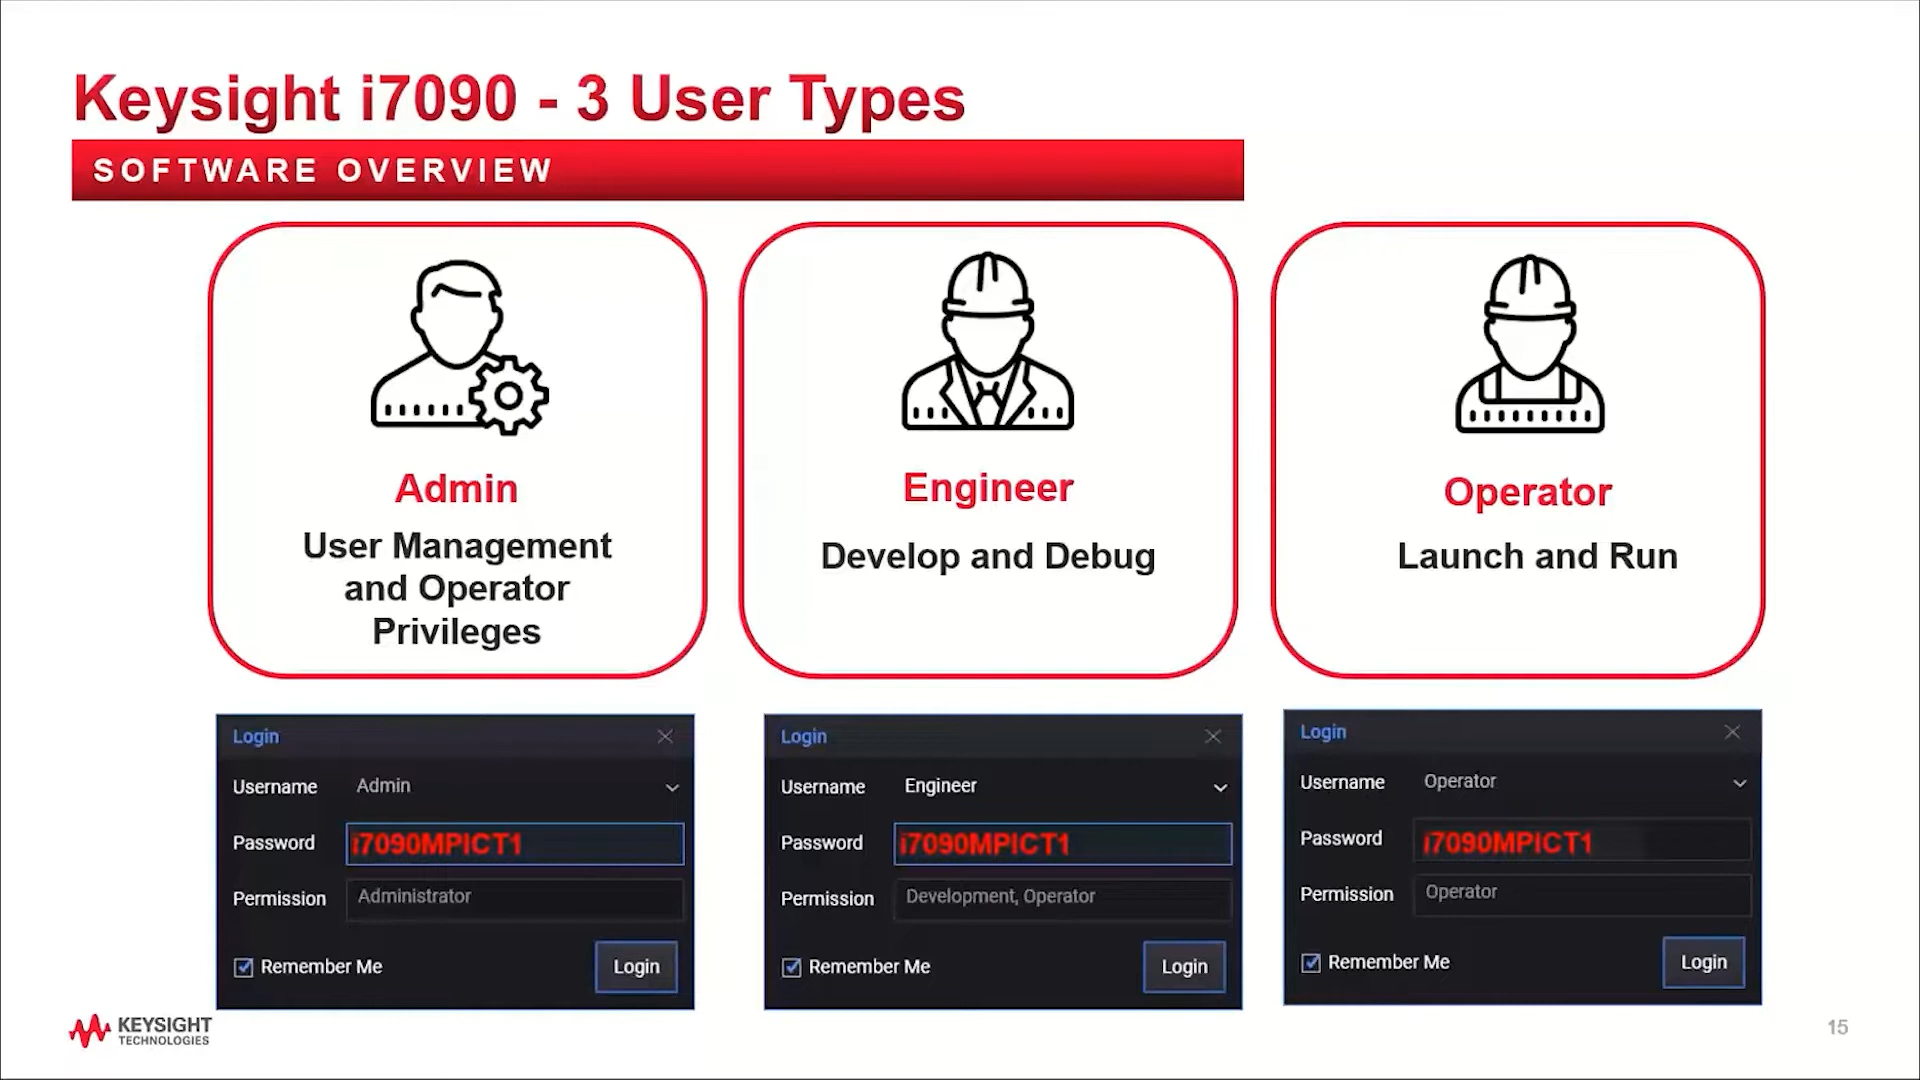 Keysight i7090 - 3 User Types
SOFTWARE OVERVIEW
Admin
User Management
and Operator
Privileges
Engineer
Develop and Debug
Operator
Launch and Run
Login
Username Admin
Password i7090MPICT1
Permission Administrator
Remember Me Login
Login
Username Engineer
Password i7090MPICT1
Permission Development, Operator
Remember Me Login
Login
Username Operator
Password i7090MPICT1
Permission Operator
Remember Me Login
KEYSIGHT
TECHNOLOGIES
15